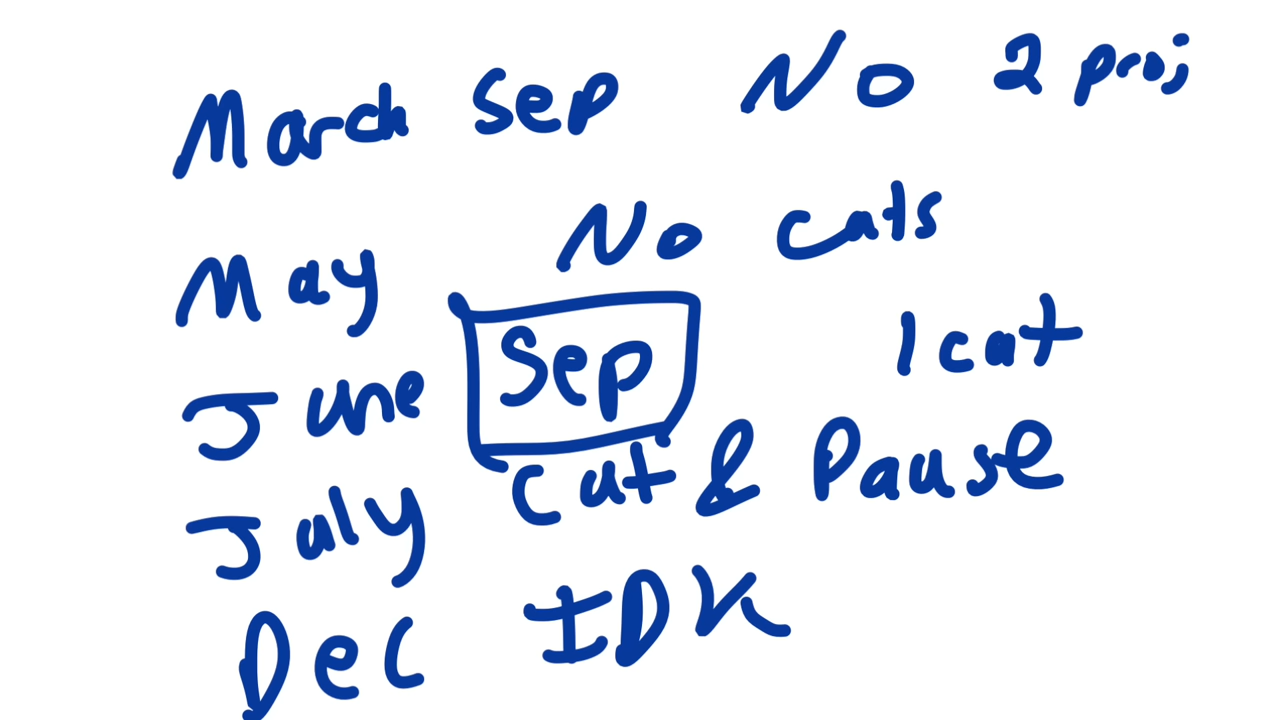 March Sep No 2 proj
May No cats
June Sep 1 cat
July Cut & Pause
Dec IDK